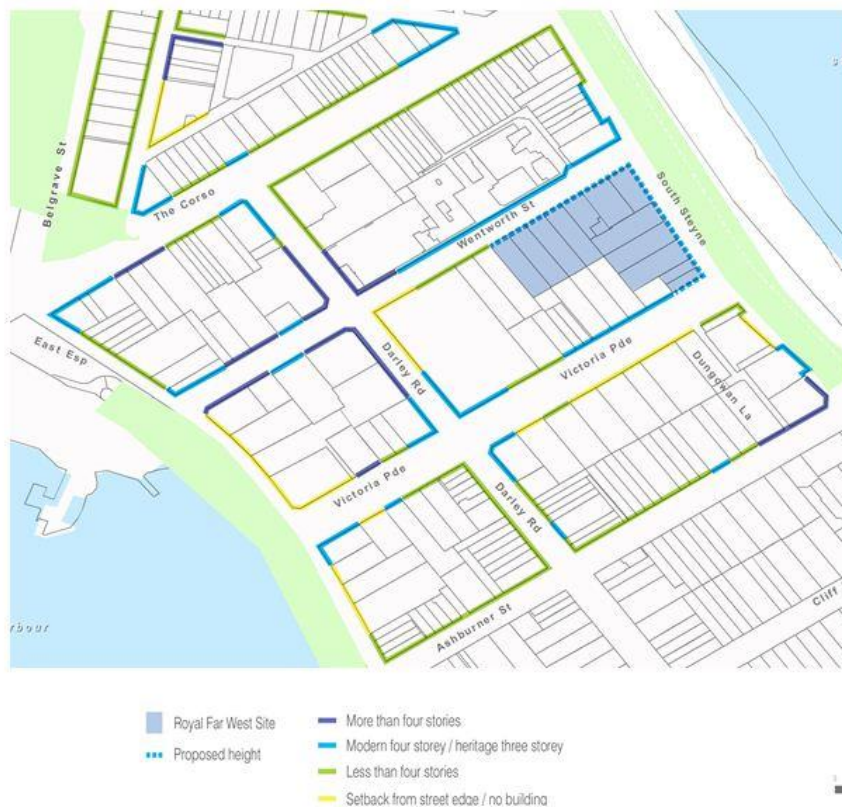 Belgrave St
The Corso
Wentworth St
South Steyne
East Esp
Darley Rd
Victoria Pde
Dungowan La
Victoria Pde
Darley Rd
Ashburner St
Cliff
rbour
Royal Far West Site
Proposed height
More than four stories
Modern four storey / heritage three storey
Less than four stories
Setback from street edge / no building